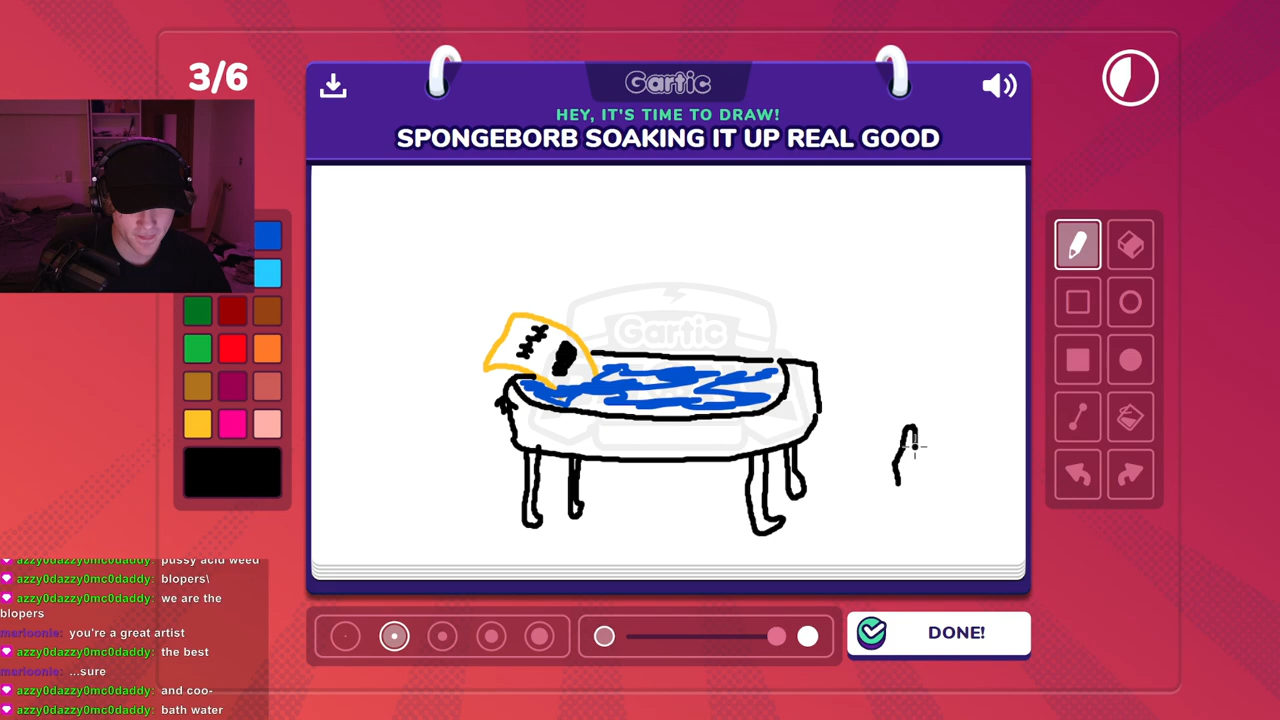 3/6
Gartic
HEY, IT'S TIME TO DRAW!
SPONGEBORB SOAKING IT UP REAL GOOD
Gartic
azzy0dazzy0mc0daddy: pussy acid weed
azzy0dazzy0mc0daddy: blopers\
azzy0dazzy0mc0daddy: we are the
blopers
marioonie: you're a great artist
azzy0dazzy0mc0daddy: the best
marioonie: ...sure
azzy0dazzy0mc0daddy: and coo-
azzy0dazzy0mc0daddy: bath water
DONE!